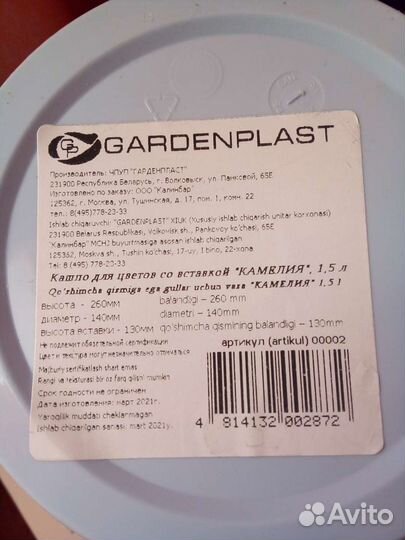 GP GARDENPLAST
Производитель: ЧПУП "ГАРДЕНПЛАСТ"
231900 Республика Беларусь, г. Волковыск, ул. Панковой, 65Е
Изготовлено по заказу: ООО "Калинбар"
125362, г. Москва, ул. Тушинская, д. 17, пом. 1, комн. 22
тел.: 8(495)778-23-33
Ishlab chiqaruvchi: "GARDENPLAST" XIUK (Xususiy ishlab chiqarish unitar korxonasi)
231900 Belarus Respublikasi, Volkovisk sh., Pankovoy ko'chasi, 65E
"Kalinbar" MCHJ buyurtmasiga asosan ishlab chiqarilgan
125362, Moskva sh., Tushin ko'chasi, 17-uy, 1 bino, 22-xona.
Tel: 8 (495) 778-23-33
Кашпо для цветов со вставкой "КАМЕЛИЯ", 1,5 л
Qo'shimcha qismiga ega gullar uchun vaza "КАМЕЛИЯ", 1,5 l
высота - 260мм balandligi – 260 mm
диаметр - 140мм diametri – 140mm
высота вставки - 130мм qo'shimcha qismining balandligi – 130mm
Не подлежит обязательной сертификации
Цвет и текстура могут незначительно отличаться
артикул (artikul) 00002
Majburiy sertifikatlash shart emas
Rangi va teksturasi bir oz farq qilishi mumkin
Срок годности не ограничен
Дата изготовления: март 2021г.
Yaroqlilik muddati cheklanmagan
Ishlab chiqarilgan sanasi: mart 2021y.
4 814132 002872
Avito